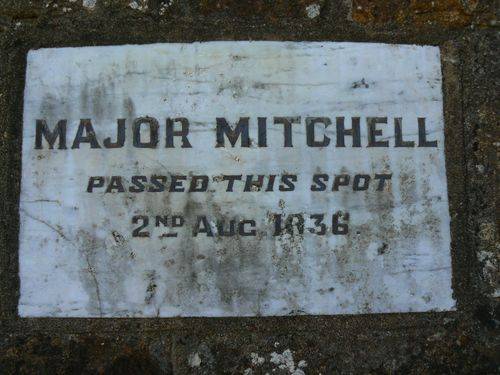 MAJOR MITCHELL
PASSED THIS SPOT
2ND AUG 1836.